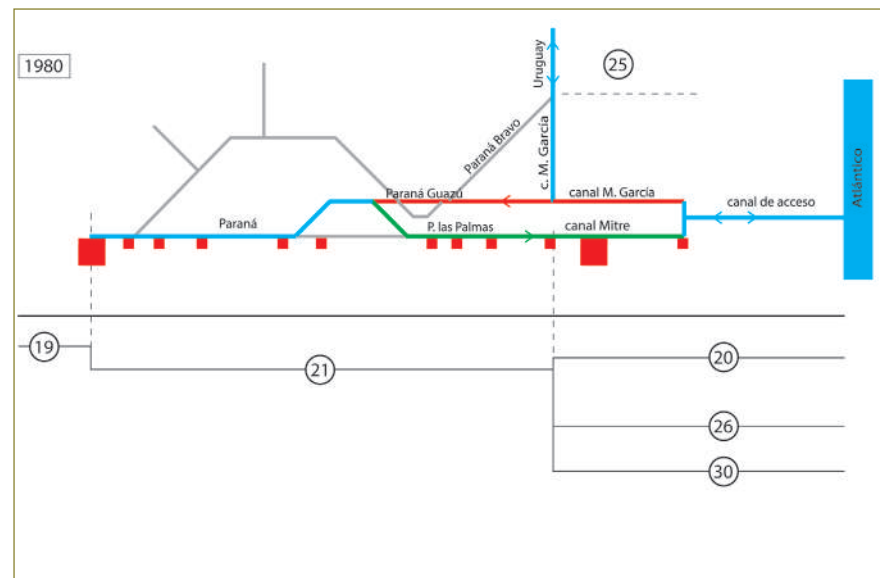 1980
Uruguay
25
Paraná Bravo
c. M. García
Atlántico
Paraná Guazú
canal M. García
canal de acceso
Paraná
P. las Palmas
canal Mitre
19
21
20
26
30